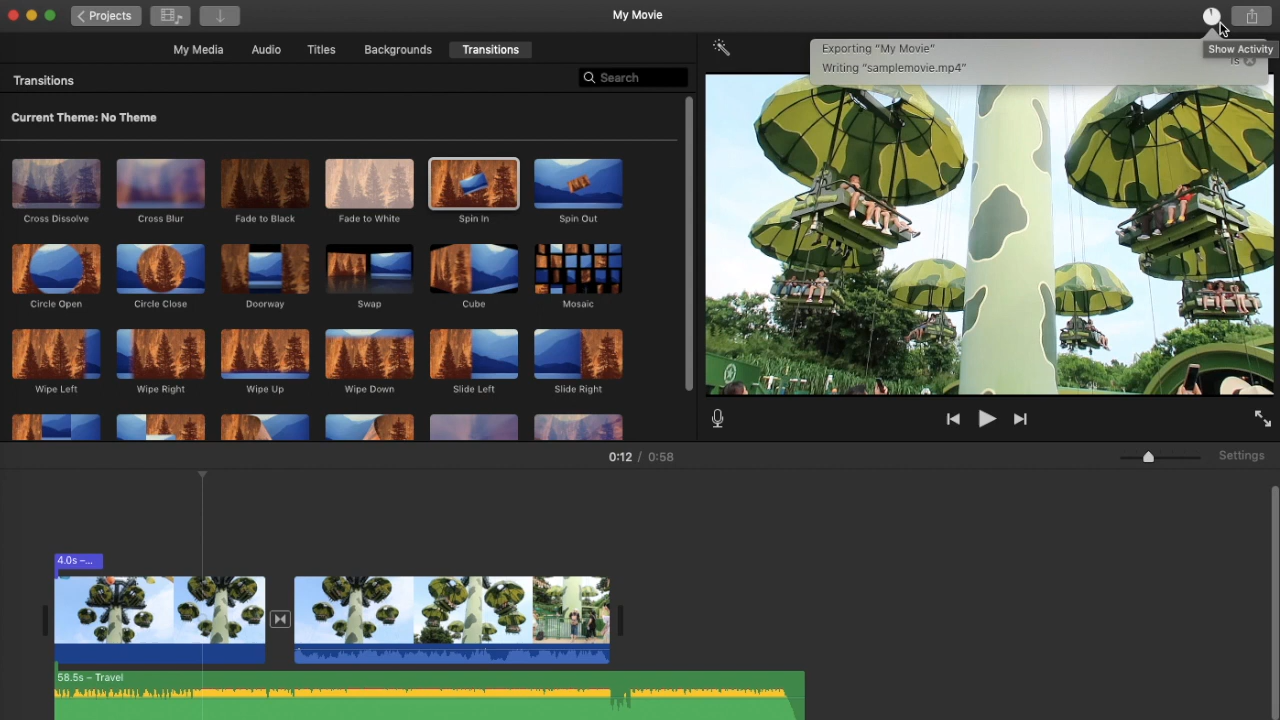 Projects
My Movie
My Media
Audio
Titles
Backgrounds
Transitions
Exporting “My Movie”
Writing “samplemovie.mp4”
Show Activity
Transitions
Search
Current Theme: No Theme
Cross Dissolve
Cross Blur
Fade to Black
Fade to White
Spin In
Spin Out
Circle Open
Circle Close
Doorway
Swap
Cube
Mosaic
Wipe Left
Wipe Right
Wipe Up
Wipe Down
Slide Left
Slide Right
0:12 / 0:58
Settings
4.0s –...
58.5s – Travel